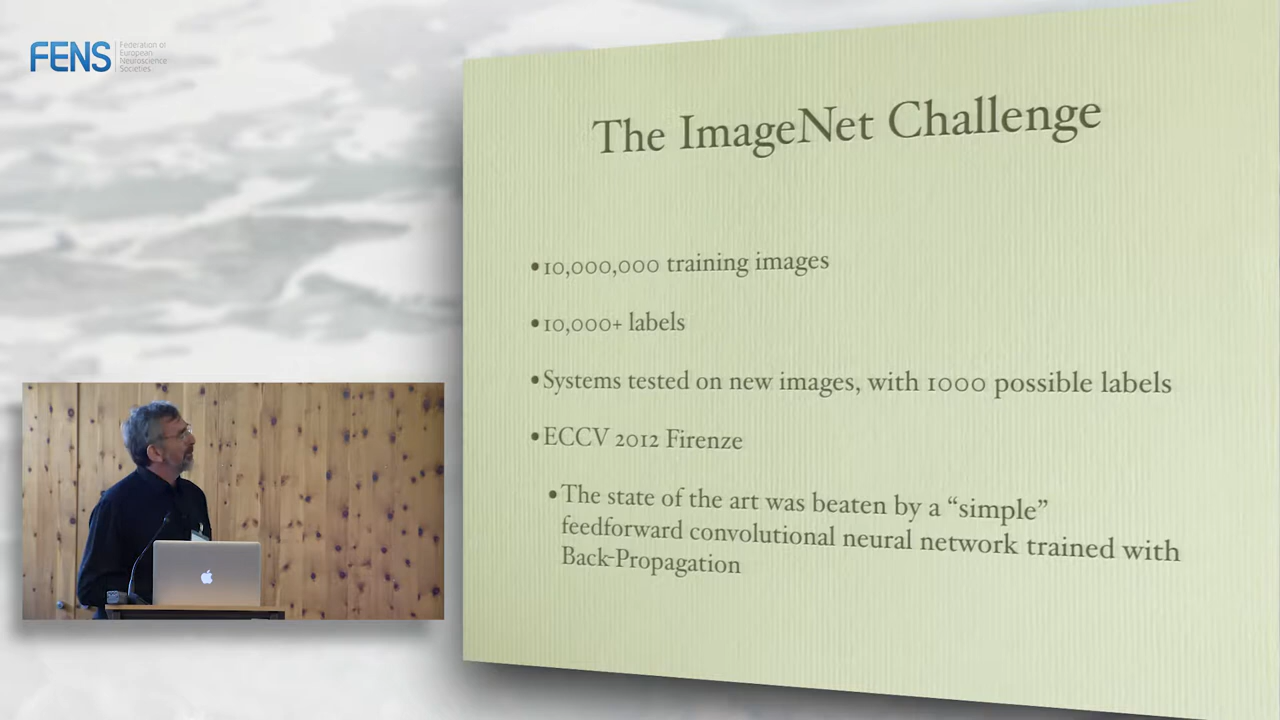 FENS
Federation of
European
Neuroscience
Societies
The ImageNet Challenge
•10,000,000 training images
•10,000+ labels
•Systems tested on new images, with 1000 possible labels
•ECCV 2012 Firenze
•The state of the art was beaten by a “simple”
feedforward convolutional neural network trained with
Back-Propagation